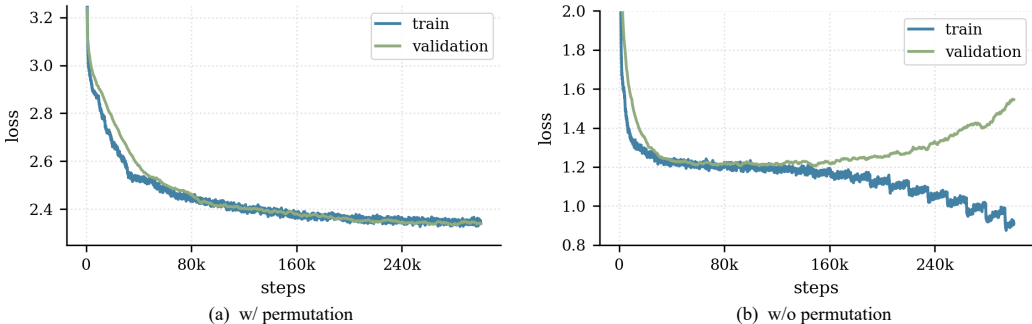 3.2
3.0
2.8
2.6
2.4
loss
0
80k
160k
240k
steps
train
validation
(a) w/ permutation
2.0
1.8
1.6
1.4
1.2
1.0
0.8
loss
0
80k
160k
240k
steps
train
validation
(b) w/o permutation